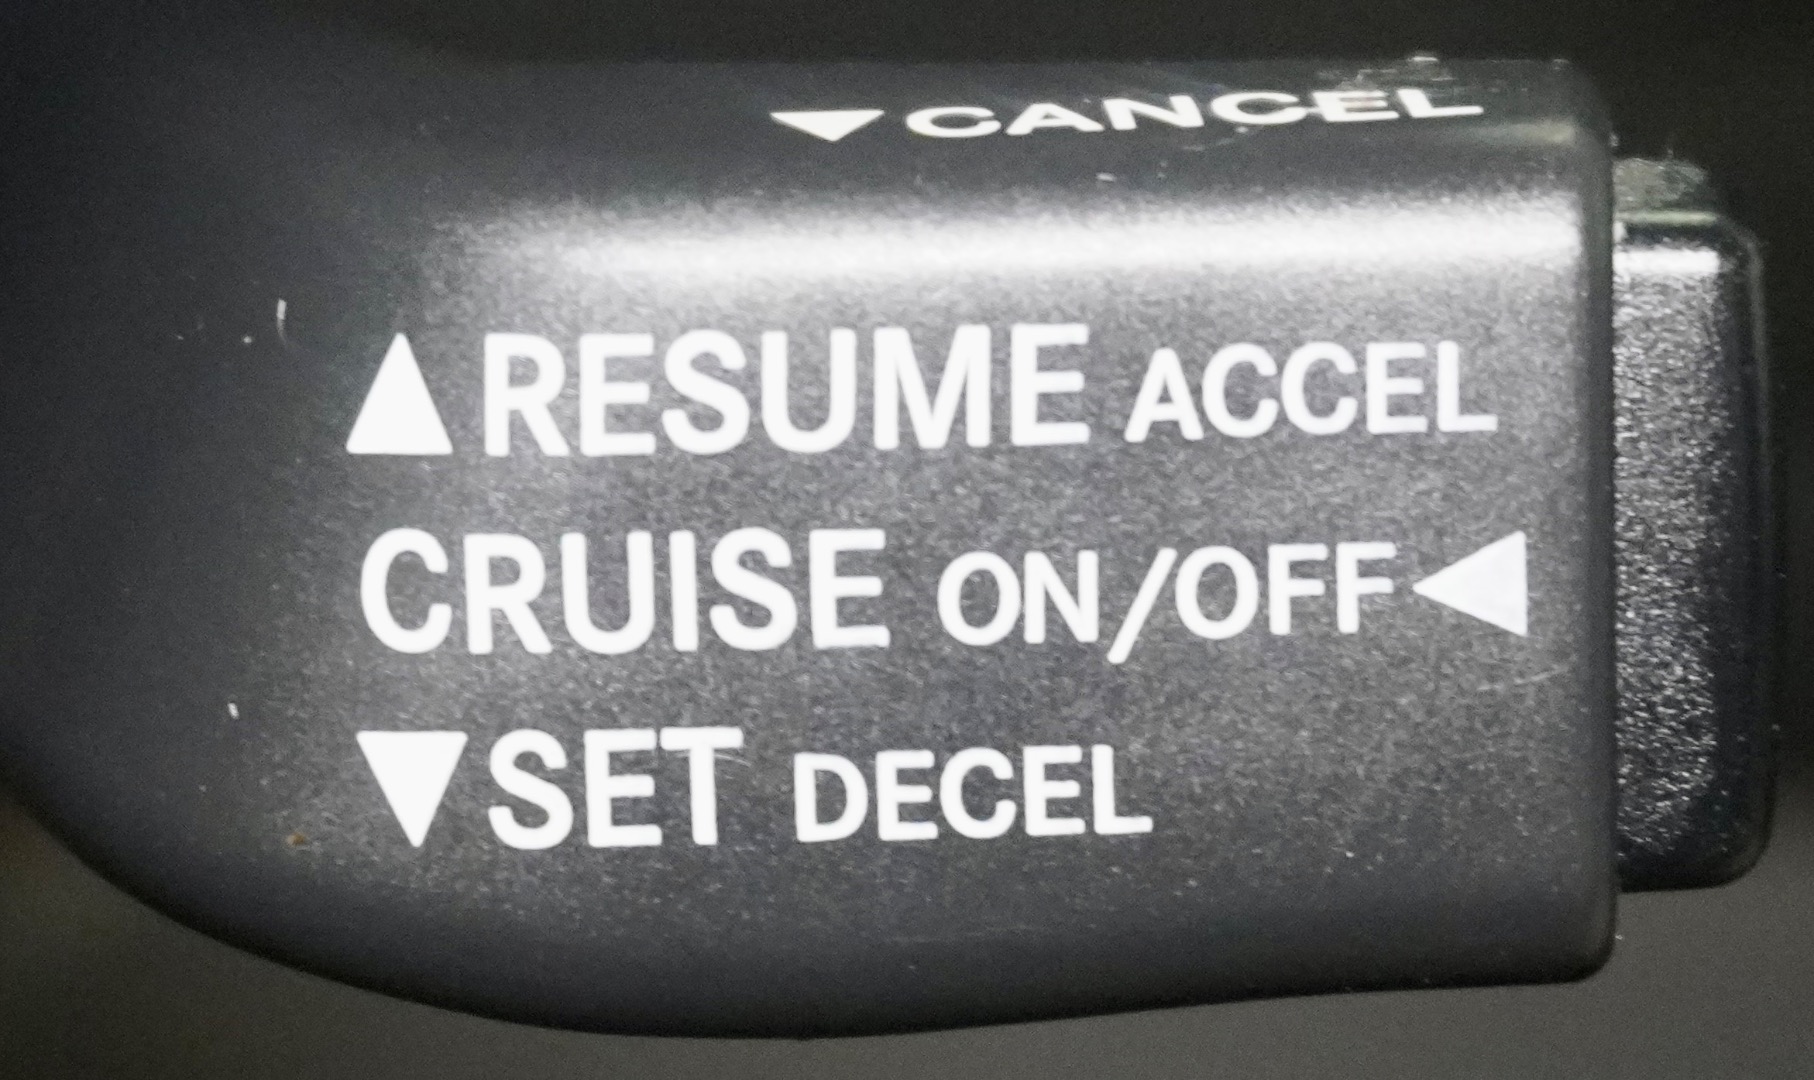 ▼CANCEL
▲RESUME ACCEL
CRUISE ON/OFF◀
▼SET DECEL